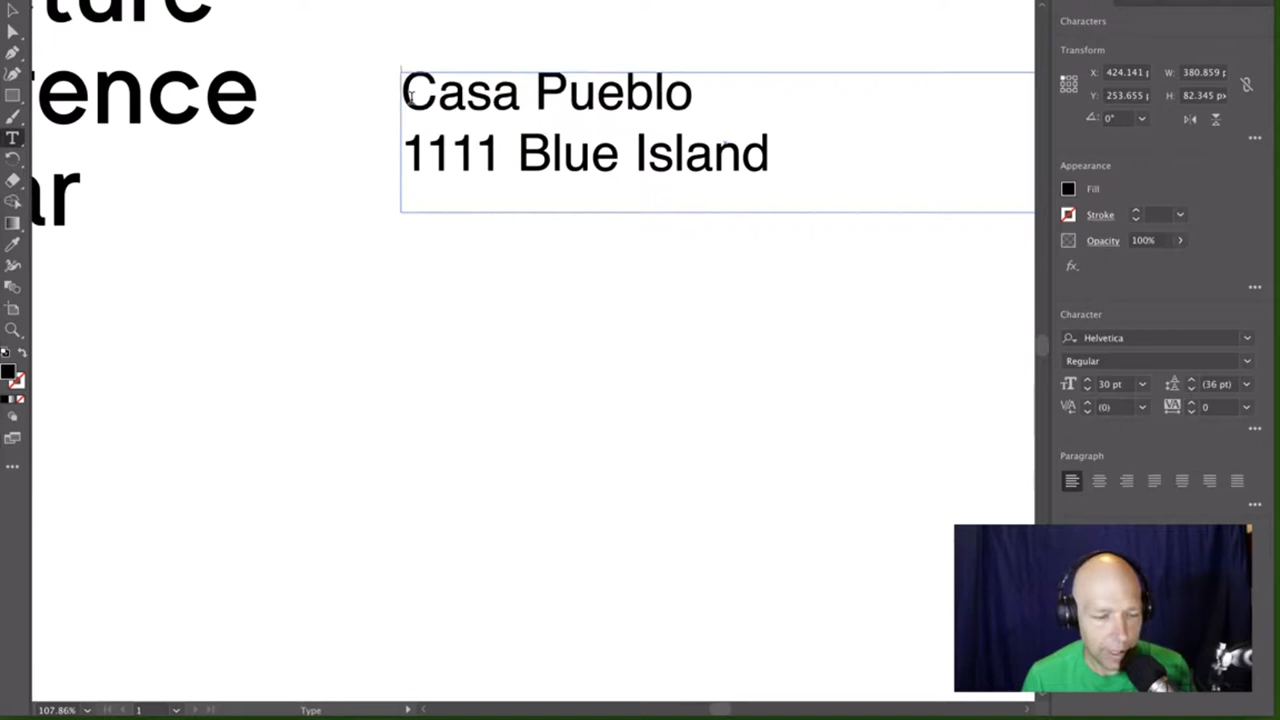 ture
rence
ar
Casa Pueblo
1111 Blue Island
Characters
Transform
X: 424.141 W: 380.859
Y: 253.655 H: 82.345 px
0°
Appearance
Fill
Stroke
Opacity 100%
fx.
Character
Helvetica
Regular
30 pt (36 pt)
(0) 0
Paragraph
107.86% 1 Type